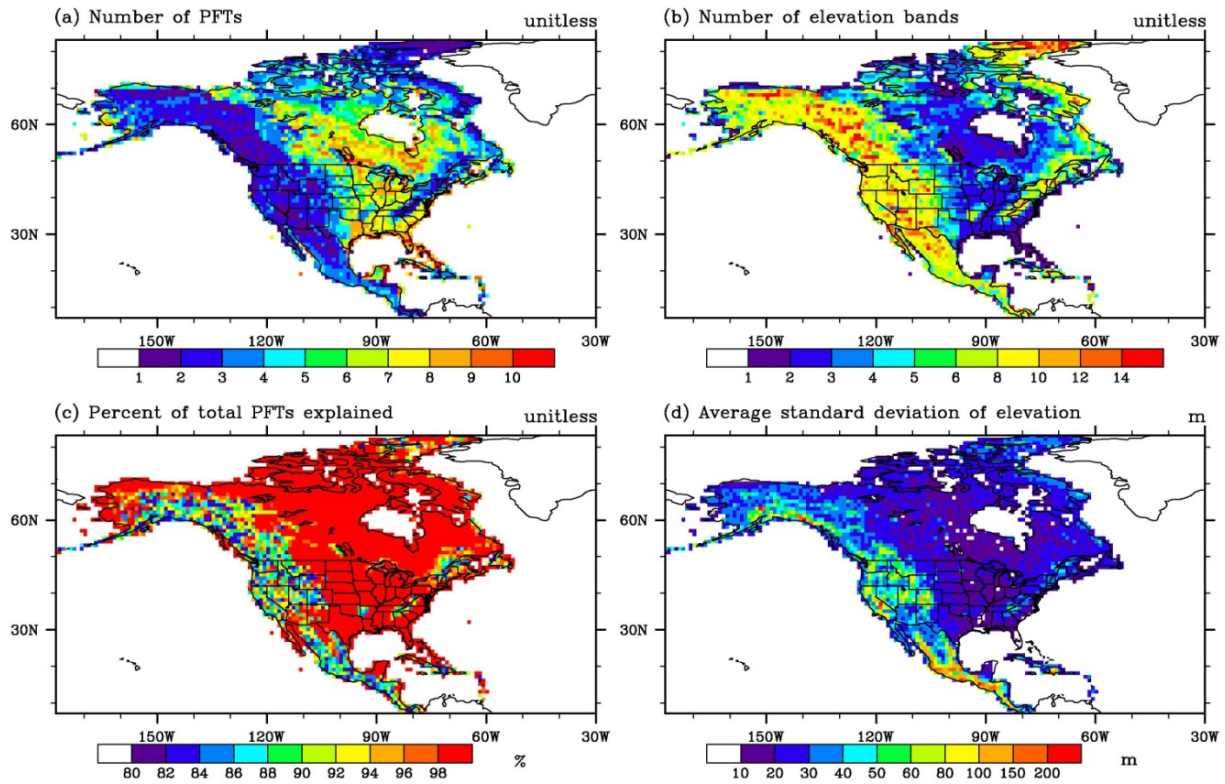 (a) Number of PFTs unitless
60N
30N
150W 120W 90W 60W 30W
1 2 3 4 5 6 7 8 9 10
(b) Number of elevation bands unitless
60N
30N
150W 120W 90W 60W 30W
1 2 3 4 5 6 8 10 12 14
(c) Percent of total PFTs explained unitless
60N
30N
150W 120W 90W 60W 30W
80 82 84 86 88 90 92 94 96 98 %
(d) Average standard deviation of elevation m
60N
30N
150W 120W 90W 60W 30W
10 20 30 40 50 60 80 100 150 200 m